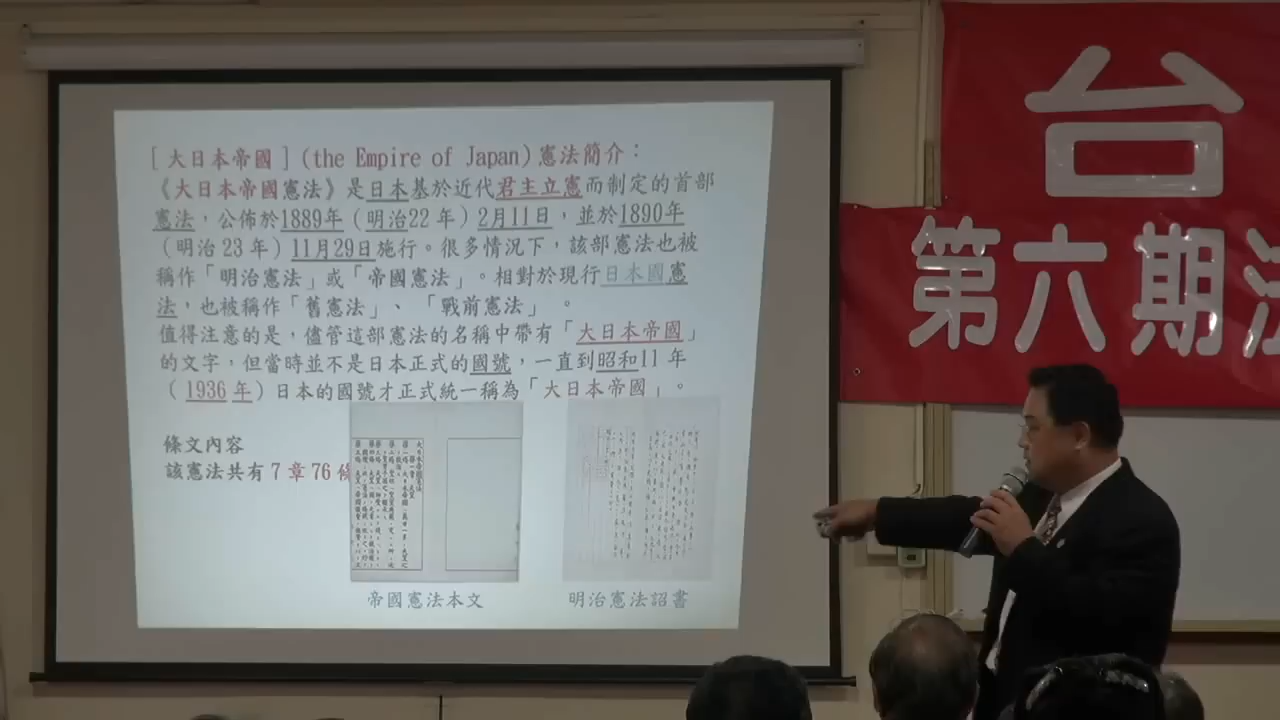 [ 大日本帝國 ] (the Empire of Japan) 憲法簡介：
《大日本帝國憲法》是日本基於近代君主立憲而制定的首部
憲法，公佈於1889年（明治22 年）2月11日，並於1890年
（明治 23 年）11月29日施行。很多情況下，該部憲法也被
稱作「明治憲法」或「帝國憲法」。相對於現行日本國憲
法，也被稱作「舊憲法」、「戰前憲法」。
值得注意的是，儘管這部憲法的名稱中帶有「大日本帝國」
的文字，但當時並不是日本正式的國號，一直到昭和11 年
（ 1936 年）日本的國號才正式統一稱為「大日本帝國」。
條文內容
該憲法共有 7 章 76 條
帝國憲法本文
明治憲法詔書
台
第六期法